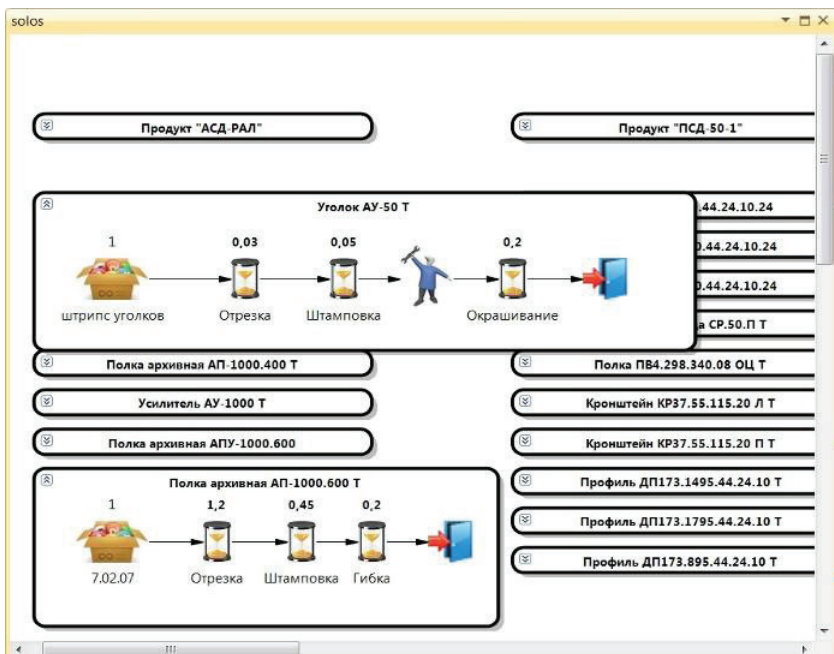 solos
Продукт "АСД-РАЛ"
Продукт "ПСД-50-1"
Уголок АУ-50 Т
1 0,03 0,05 0,2
штрипс уголков Отрезка Штамповка Окрашивание
.44.24.10.24
.44.24.10.24
.44.24.10.24
СР.50.П Т
Полка архивная АП-1000.400 Т
Полка ПВ4.298.340.08 ОЦ Т
Усилитель АУ-1000 Т
Кронштейн КР37.55.115.20 Л Т
Полка архивная АПУ-1000.600
Кронштейн КР37.55.115.20 П Т
Полка архивная АП-1000.600 Т
1 1,2 0,45 0,2
7.02.07 Отрезка Штамповка Гибка
Профиль ДП173.1495.44.24.10 Т
Профиль ДП173.1795.44.24.10 Т
Профиль ДП173.895.44.24.10 Т